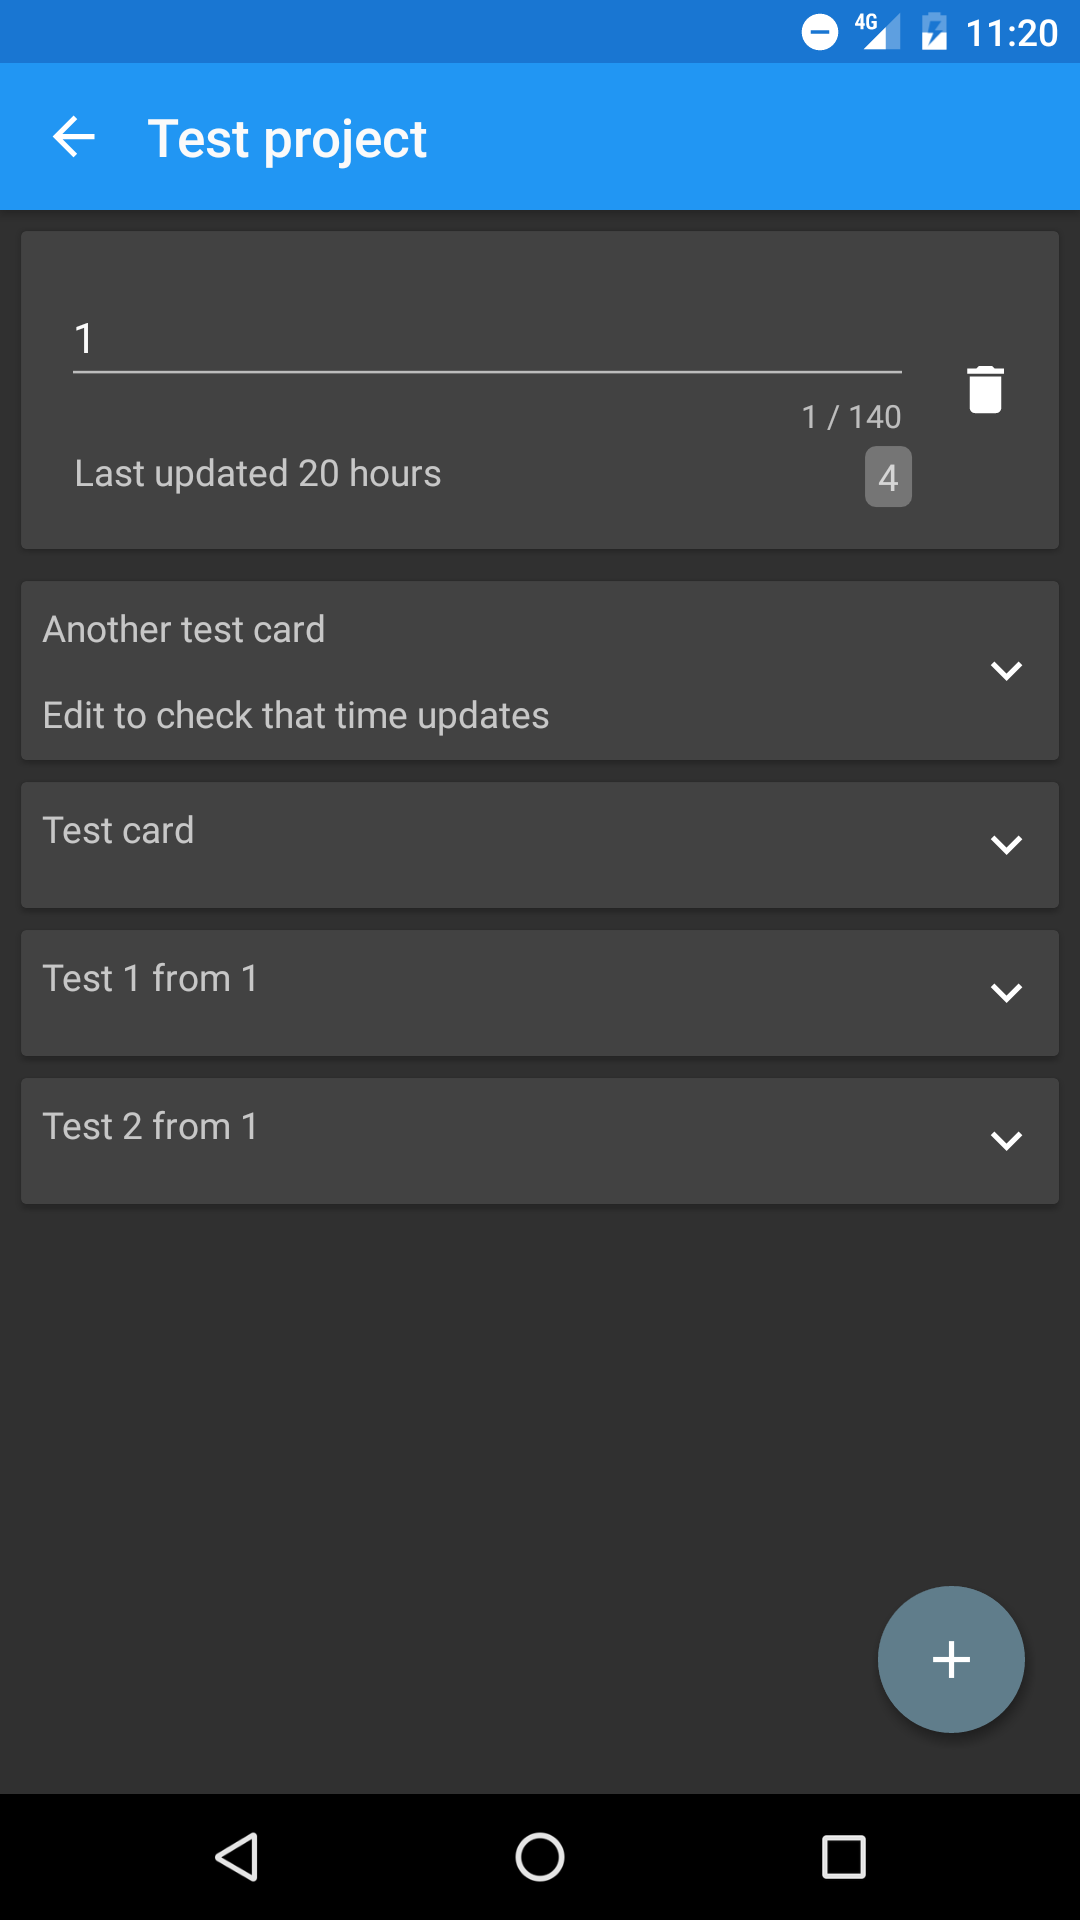 4G 11:20
Test project
1
1 / 140
Last updated 20 hours 4
Another test card
Edit to check that time updates
Test card
Test 1 from 1
Test 2 from 1